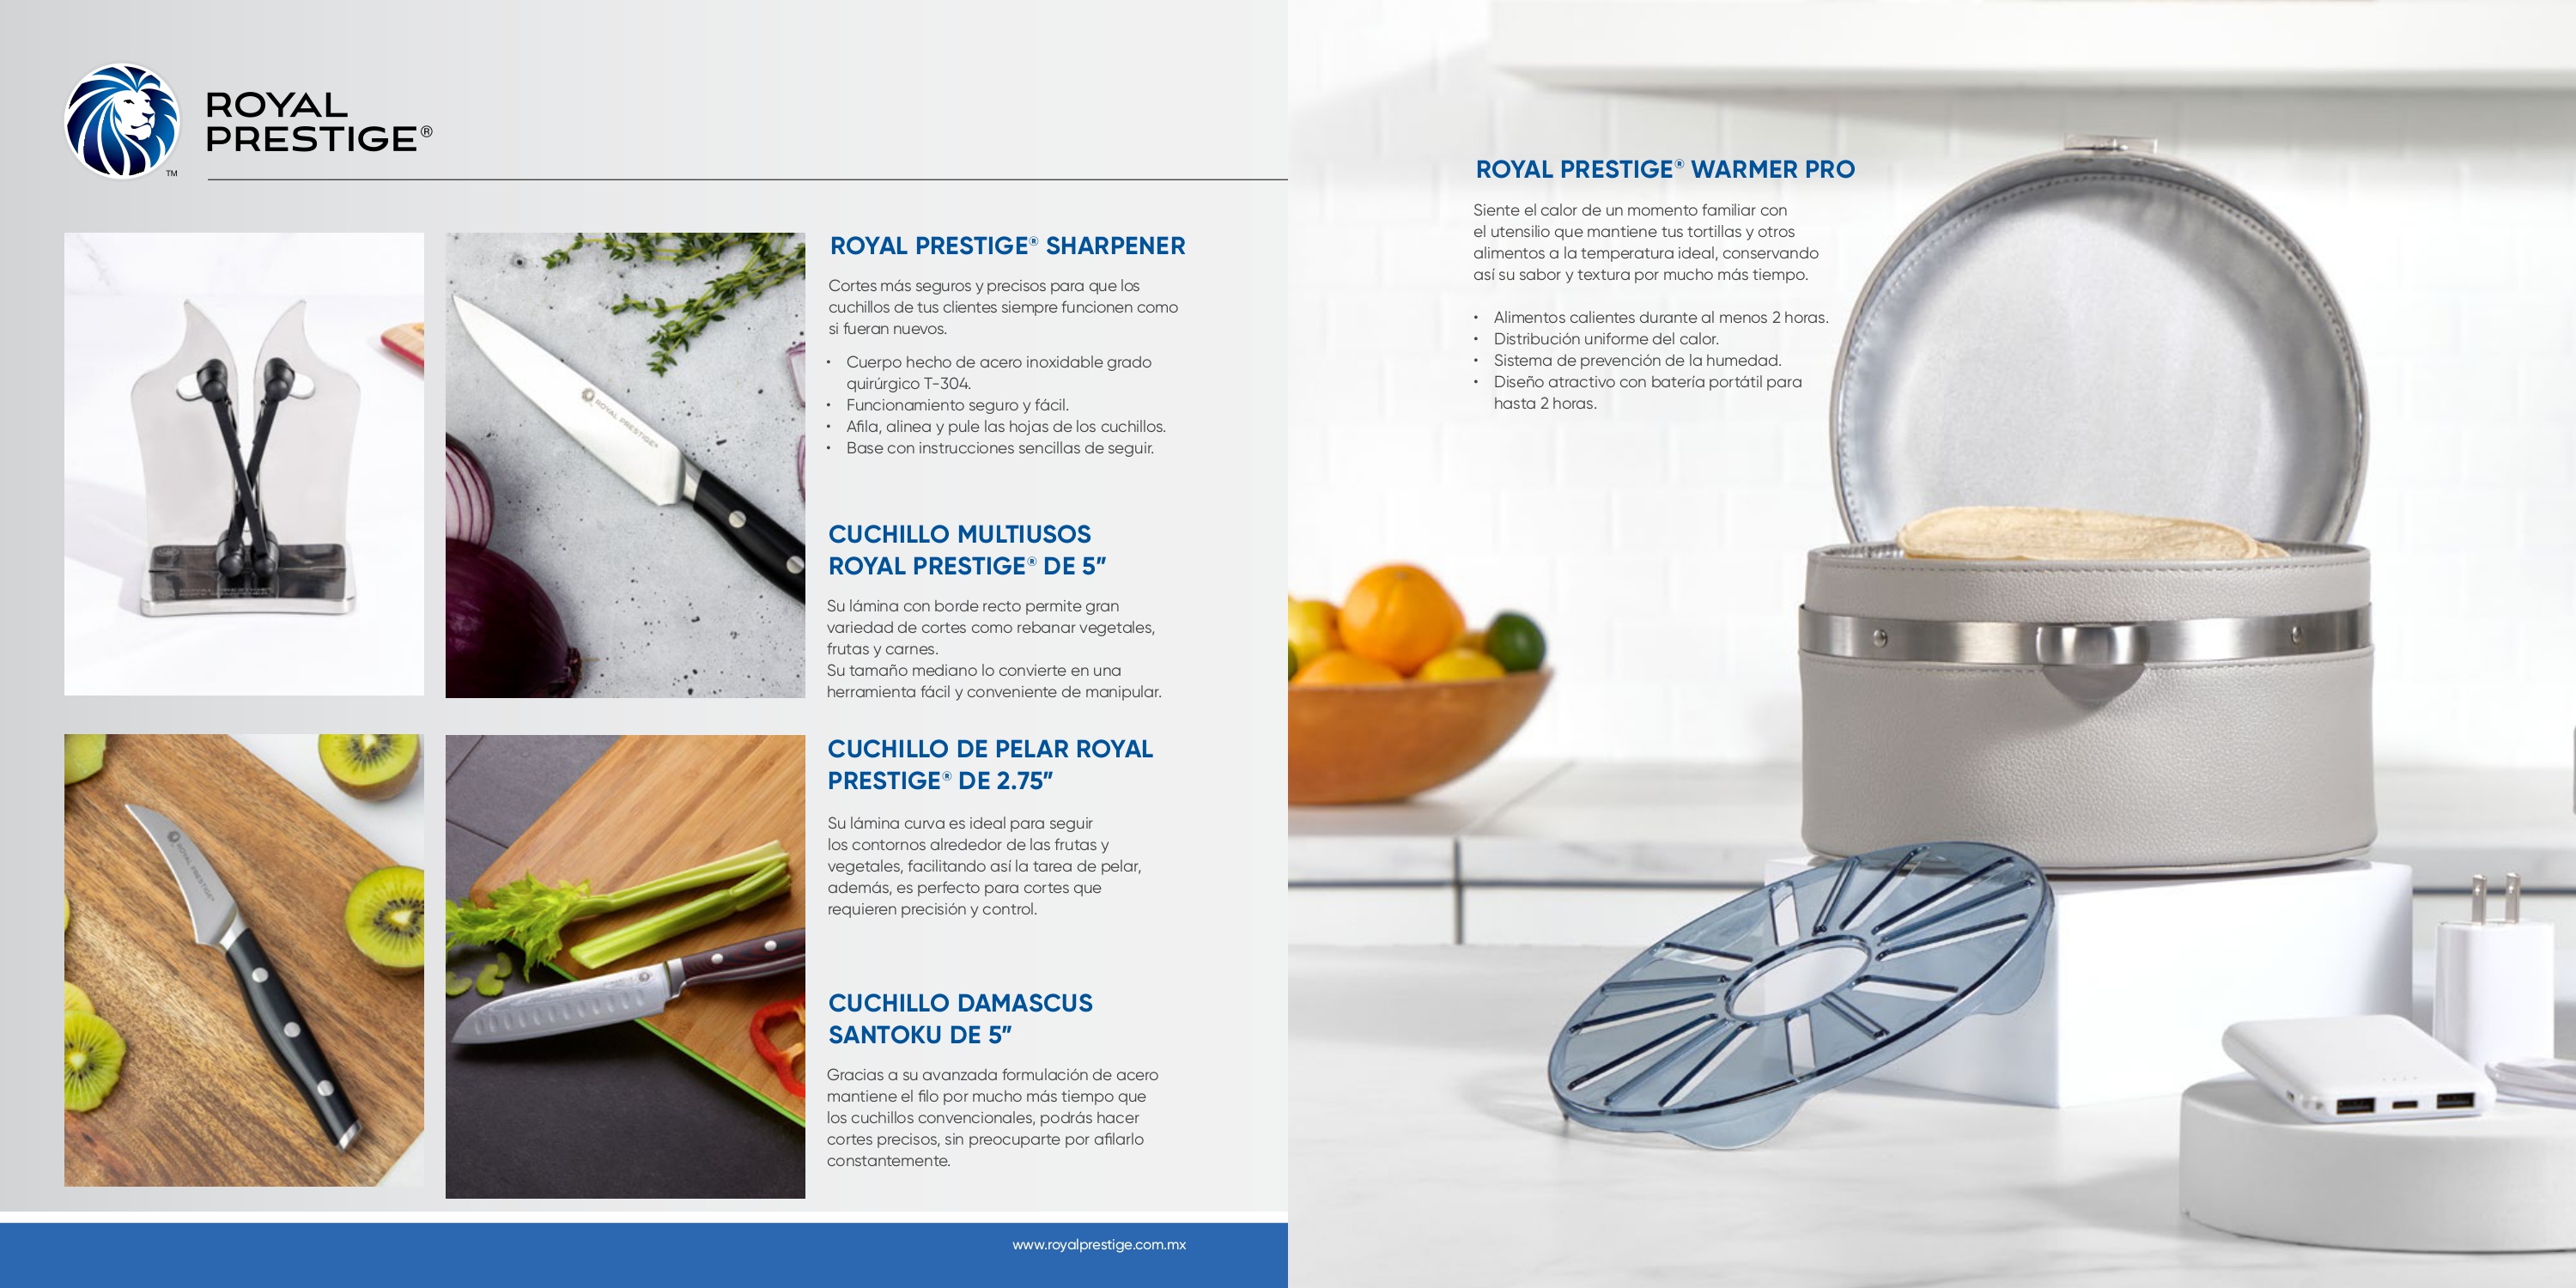 ROYAL
PRESTIGE®
TM
ROYAL PRESTIGE® SHARPENER
Cortes más seguros y precisos para que los
cuchillos de tus clientes siempre funcionen como
si fueran nuevos.
• Cuerpo hecho de acero inoxidable grado
quirúrgico T-304.
• Funcionamiento seguro y fácil.
• Afila, alinea y pule las hojas de los cuchillos.
• Base con instrucciones sencillas de seguir.
ROYAL PRESTIGE®
CUCHILLO MULTIUSOS
ROYAL PRESTIGE® DE 5”
Su lámina con borde recto permite gran
variedad de cortes como rebanar vegetales,
frutas y carnes.
Su tamaño mediano lo convierte en una
herramienta fácil y conveniente de manipular.
ROYAL PRESTIGE®
CUCHILLO DE PELAR ROYAL
PRESTIGE® DE 2.75”
Su lámina curva es ideal para seguir
los contornos alrededor de las frutas y
vegetales, facilitando así la tarea de pelar,
además, es perfecto para cortes que
requieren precisión y control.
CUCHILLO DAMASCUS
SANTOKU DE 5”
Gracias a su avanzada formulación de acero
mantiene el filo por mucho más tiempo que
los cuchillos convencionales, podrás hacer
cortes precisos, sin preocuparte por afilarlo
constantemente.
www.royalprestige.com.mx
ROYAL PRESTIGE® WARMER PRO
Siente el calor de un momento familiar con
el utensilio que mantiene tus tortillas y otros
alimentos a la temperatura ideal, conservando
así su sabor y textura por mucho más tiempo.
• Alimentos calientes durante al menos 2 horas.
• Distribución uniforme del calor.
• Sistema de prevención de la humedad.
• Diseño atractivo con batería portátil para
hasta 2 horas.